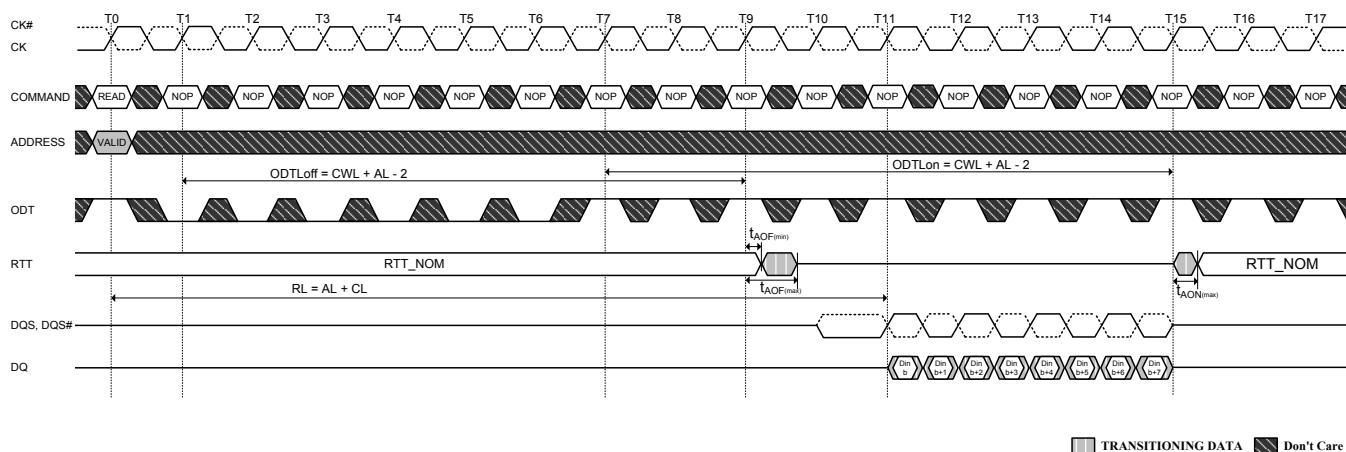 T0 T1 T2 T3 T4 T5 T6 T7 T8 T9 T10 T11 T12 T13 T14 T15 T16 T17
CK#
CK
COMMAND READ NOP NOP NOP NOP NOP NOP NOP NOP NOP NOP NOP NOP NOP NOP NOP NOP NOP
ADDRESS VALID
ODTLoff = CWL + AL - 2 ODTLon = CWL + AL - 2
ODT
tAOF(min)
RTT RTT_NOM RTT_NOM
RL = AL + CL tAOF(max) tAON(max)
DQS, DQS#
DQ Din b Din b+1 Din b+2 Din b+3 Din b+4 Din b+5 Din b+6 Din b+7
TRANSITIONING DATA Don't Care